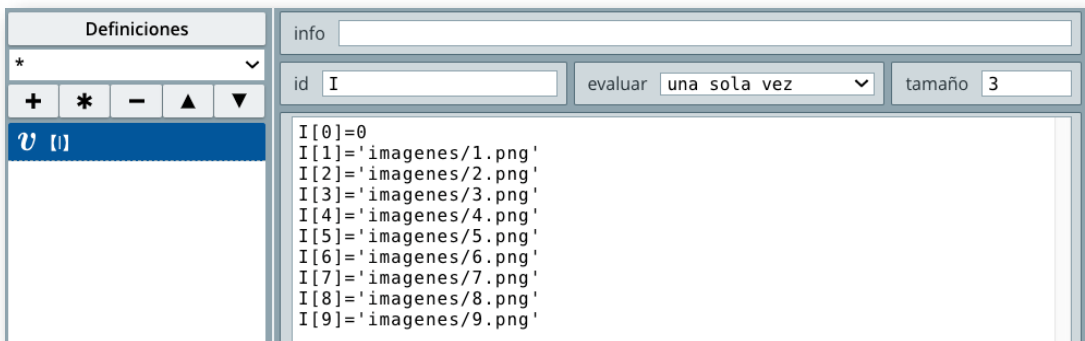 Definiciones
*
+ * − ▲ ▼
v [I]
info
id I evaluar una sola vez tamaño 3
I[0]=0
I[1]='imagenes/1.png'
I[2]='imagenes/2.png'
I[3]='imagenes/3.png'
I[4]='imagenes/4.png'
I[5]='imagenes/5.png'
I[6]='imagenes/6.png'
I[7]='imagenes/7.png'
I[8]='imagenes/8.png'
I[9]='imagenes/9.png'